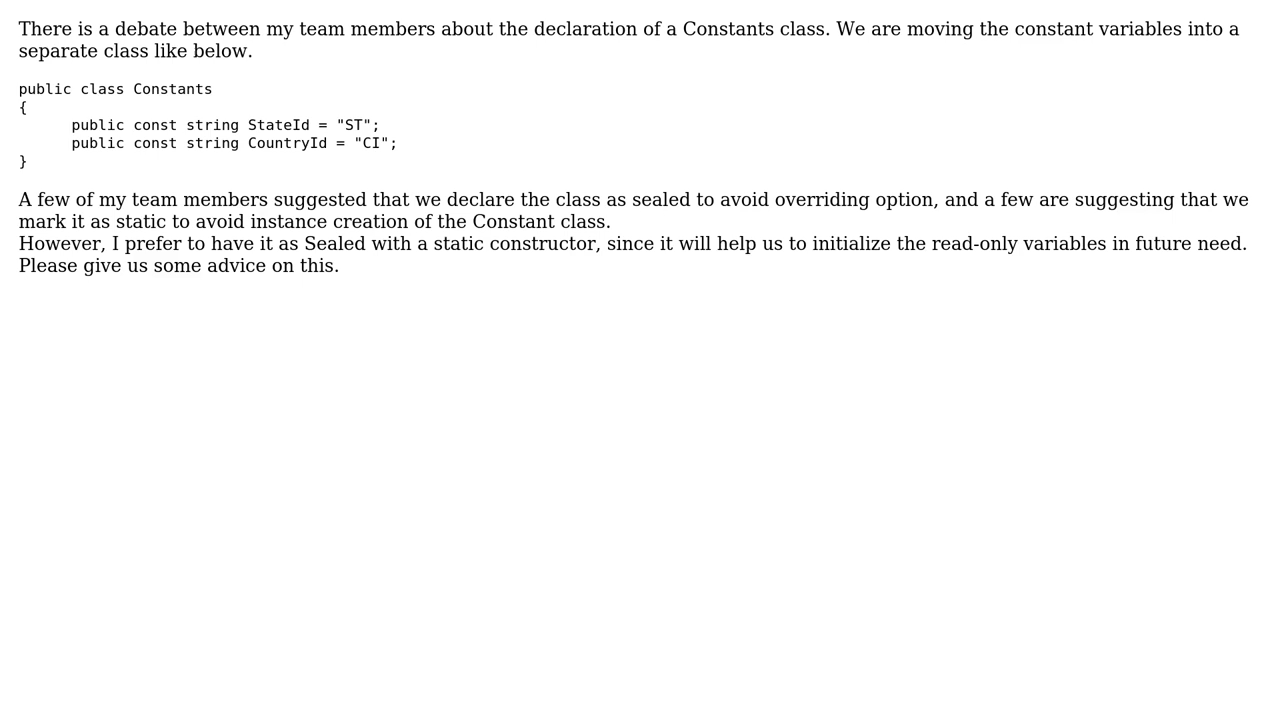 There is a debate between my team members about the declaration of a Constants class. We are moving the constant variables into a
separate class like below.
public class Constants
{
      public const string StateId = "ST";
      public const string CountryId = "CI";
}
A few of my team members suggested that we declare the class as sealed to avoid overriding option, and a few are suggesting that we
mark it as static to avoid instance creation of the Constant class.
However, I prefer to have it as Sealed with a static constructor, since it will help us to initialize the read-only variables in future need.
Please give us some advice on this.